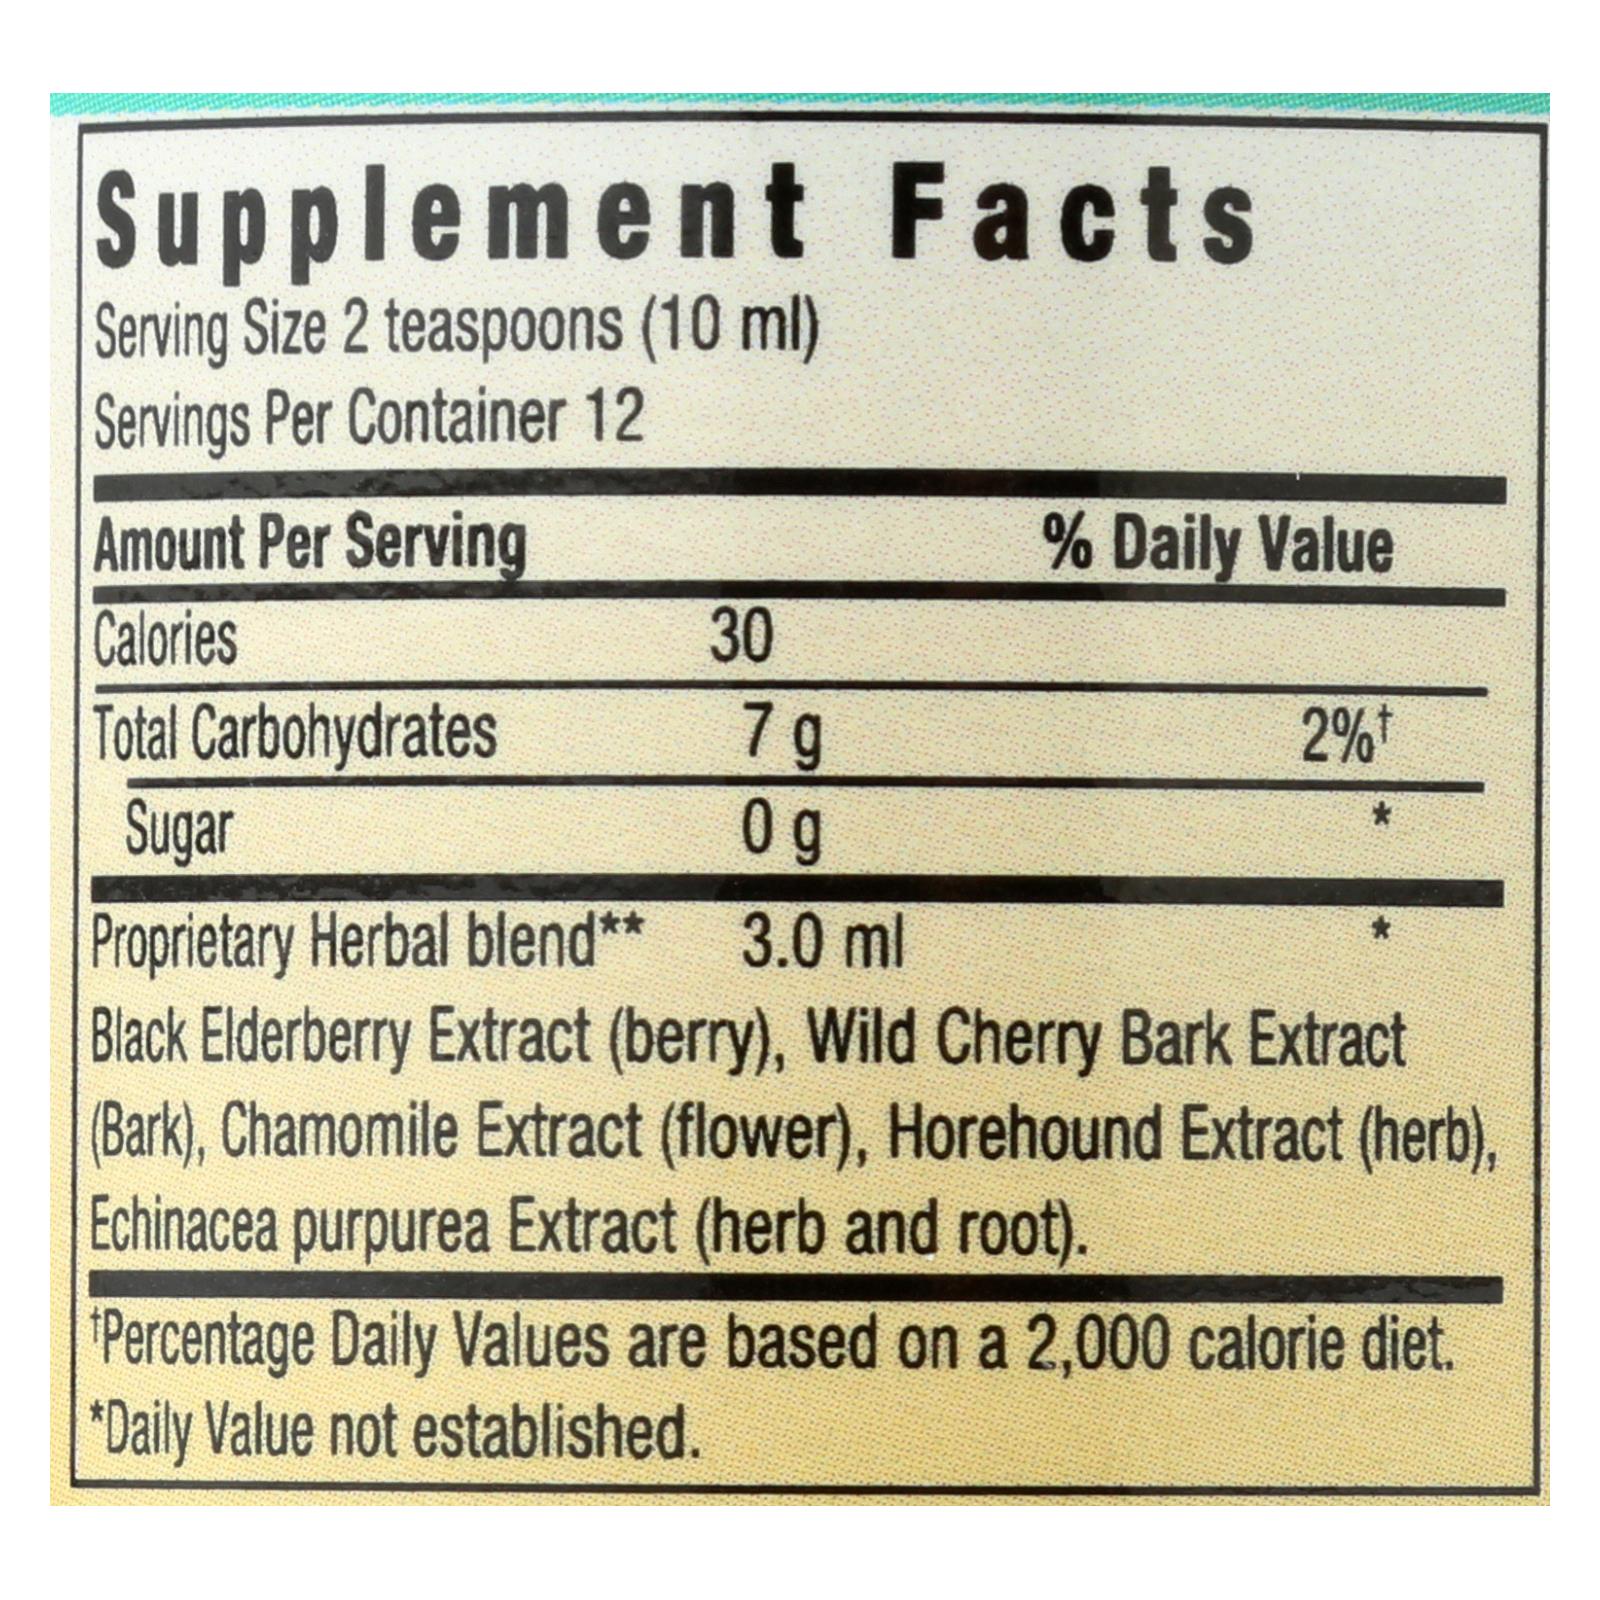 Supplement Facts
Serving Size 2 teaspoons (10 ml)
Servings Per Container 12
Amount Per Serving % Daily Value
Calories 30
Total Carbohydrates 7 g 2%†
Sugar 0 g *
Proprietary Herbal blend** 3.0 ml *
Black Elderberry Extract (berry), Wild Cherry Bark Extract
(Bark), Chamomile Extract (flower), Horehound Extract (herb),
Echinacea purpurea Extract (herb and root).
†Percentage Daily Values are based on a 2,000 calorie diet.
*Daily Value not established.